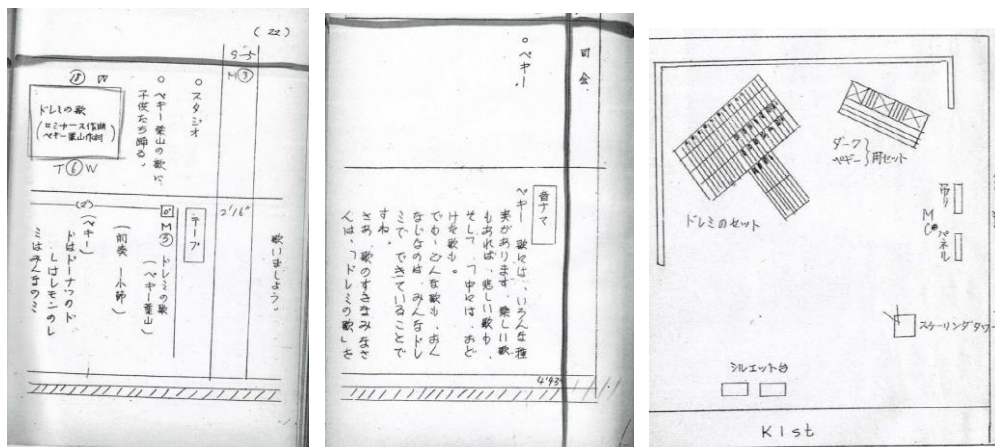 (22)
M③
○スタジオ
○ペギー葉山の歌に
子供たち踊る。
⑱ W
ドレミの歌
(ロジャース作曲
ペギー葉山作詞)
T⑥W
歌いましょう。
2'16"
テープ
0" M③ ドレミの歌
(ペギー葉山)
(前奏 一小節)
(ペギー)
ドはドーナツのド
レはレモンのレ
ミはみんなのミ
司会
○ペギー
音ナマ
ペギー 歌には、いろんな種
類があります。楽しい歌
もあれば、悲しい歌も、
そして、中には、おど
け歌も。
でも、どんな歌も、おん
なじなのは、みんなドレ
ミで、できていることで
すね。
さあ、歌のすきなみなさ
んは、「ドレミの歌」を
4'43"
ダーク
ペギー}用セット
ドレミのセット
吊り
パネル
スケーリングタワー
シルエット台
K1st